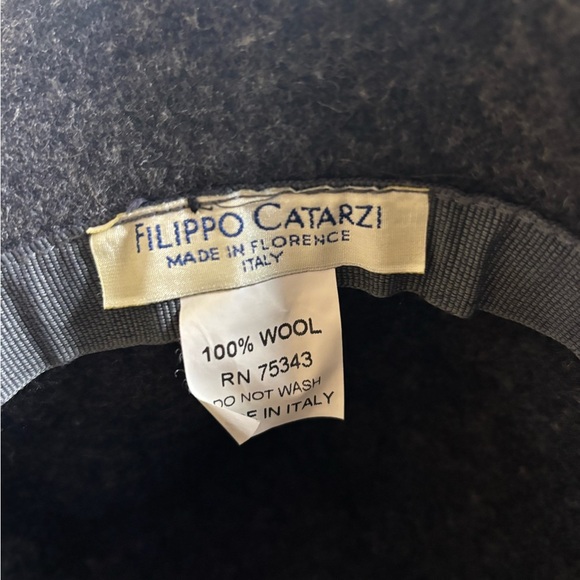 FILIPPO CATARZI
MADE IN FLORENCE
ITALY
100% WOOL
RN 75343
DO NOT WASH
E IN ITALY